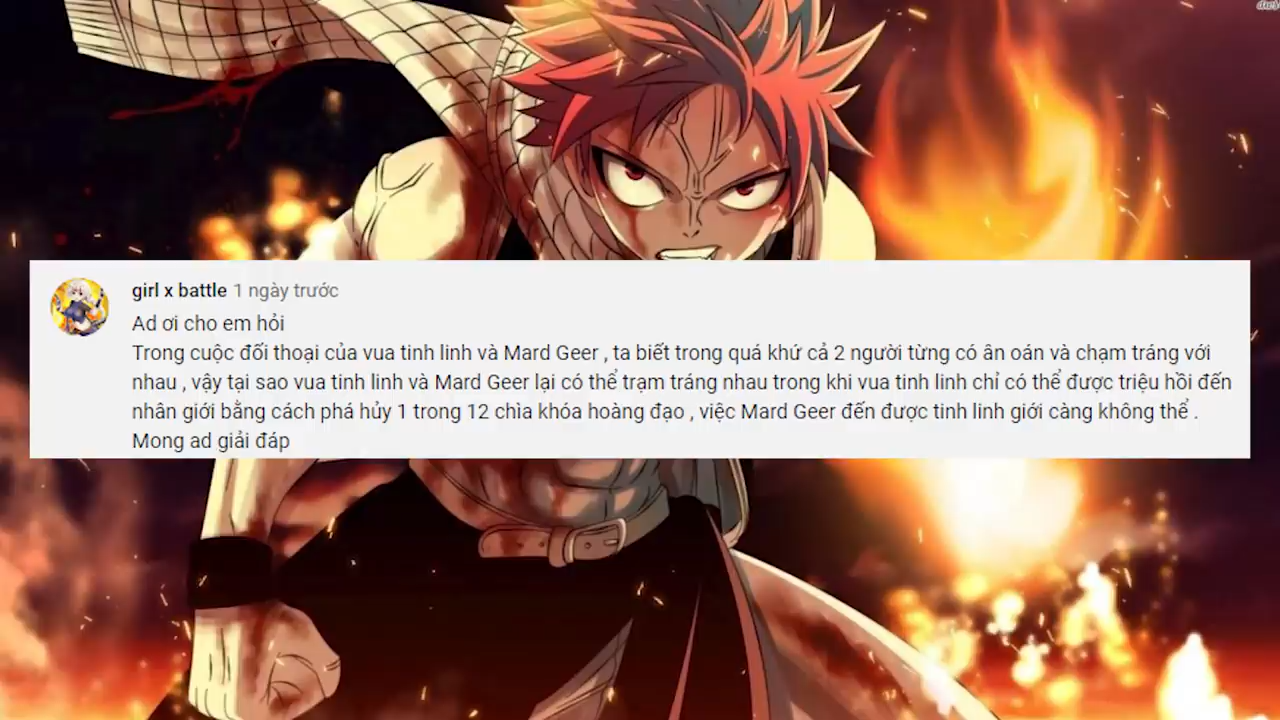 girl x battle 1 ngày trước
Ad ơi cho em hỏi
Trong cuộc đối thoại của vua tinh linh và Mard Geer , ta biết trong quá khứ cả 2 người từng có ân oán và chạm tráng với
nhau , vậy tại sao vua tinh linh và Mard Geer lại có thể trạm tráng nhau trong khi vua tinh linh chỉ có thể được triệu hồi đến
nhân giới bằng cách phá hủy 1 trong 12 chìa khóa hoàng đạo , việc Mard Geer đến được tinh linh giới càng không thể .
Mong ad giải đáp